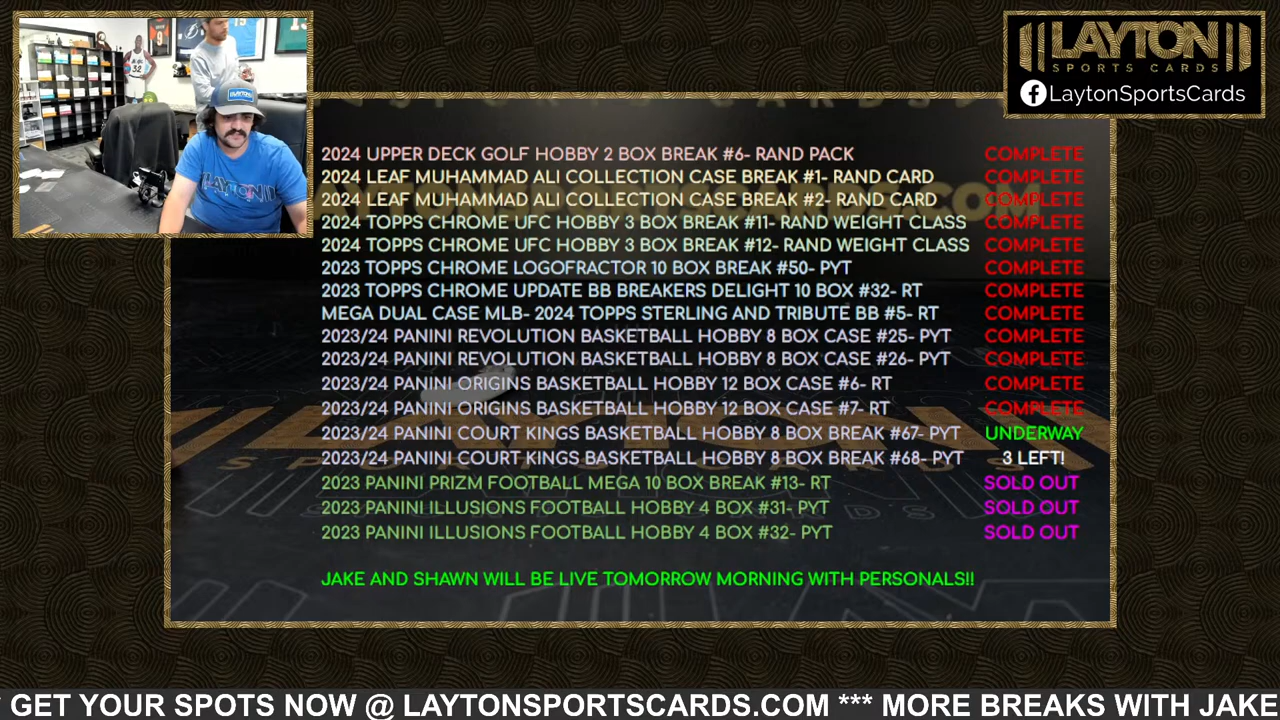 LAYTON
SPORTS CARDS
LaytonSportsCards
2024 UPPER DECK GOLF HOBBY 2 BOX BREAK #6- RAND PACK COMPLETE
2024 LEAF MUHAMMAD ALI COLLECTION CASE BREAK #1- RAND CARD COMPLETE
2024 LEAF MUHAMMAD ALI COLLECTION CASE BREAK #2- RAND CARD COMPLETE
2024 TOPPS CHROME UFC HOBBY 3 BOX BREAK #11- RAND WEIGHT CLASS COMPLETE
2024 TOPPS CHROME UFC HOBBY 3 BOX BREAK #12- RAND WEIGHT CLASS COMPLETE
2023 TOPPS CHROME LOGOFRACTOR 10 BOX BREAK #50- PYT COMPLETE
2023 TOPPS CHROME UPDATE BB BREAKERS DELIGHT 10 BOX #32- RT COMPLETE
MEGA DUAL CASE MLB- 2024 TOPPS STERLING AND TRIBUTE BB #5- RT COMPLETE
2023/24 PANINI REVOLUTION BASKETBALL HOBBY 8 BOX CASE #25- PYT COMPLETE
2023/24 PANINI REVOLUTION BASKETBALL HOBBY 8 BOX CASE #26- PYT COMPLETE
2023/24 PANINI ORIGINS BASKETBALL HOBBY 12 BOX CASE #6- RT COMPLETE
2023/24 PANINI ORIGINS BASKETBALL HOBBY 12 BOX CASE #7- RT COMPLETE
2023/24 PANINI COURT KINGS BASKETBALL HOBBY 8 BOX BREAK #67- PYT UNDERWAY
2023/24 PANINI COURT KINGS BASKETBALL HOBBY 8 BOX BREAK #68- PYT 3 LEFT!
2023 PANINI PRIZM FOOTBALL MEGA 10 BOX BREAK #13- RT SOLD OUT
2023 PANINI ILLUSIONS FOOTBALL HOBBY 4 BOX #31- PYT SOLD OUT
2023 PANINI ILLUSIONS FOOTBALL HOBBY 4 BOX #32- PYT SOLD OUT
JAKE AND SHAWN WILL BE LIVE TOMORROW MORNING WITH PERSONALS!!
GET YOUR SPOTS NOW @ LAYTONSPORTSCARDS.COM *** MORE BREAKS WITH JAKE